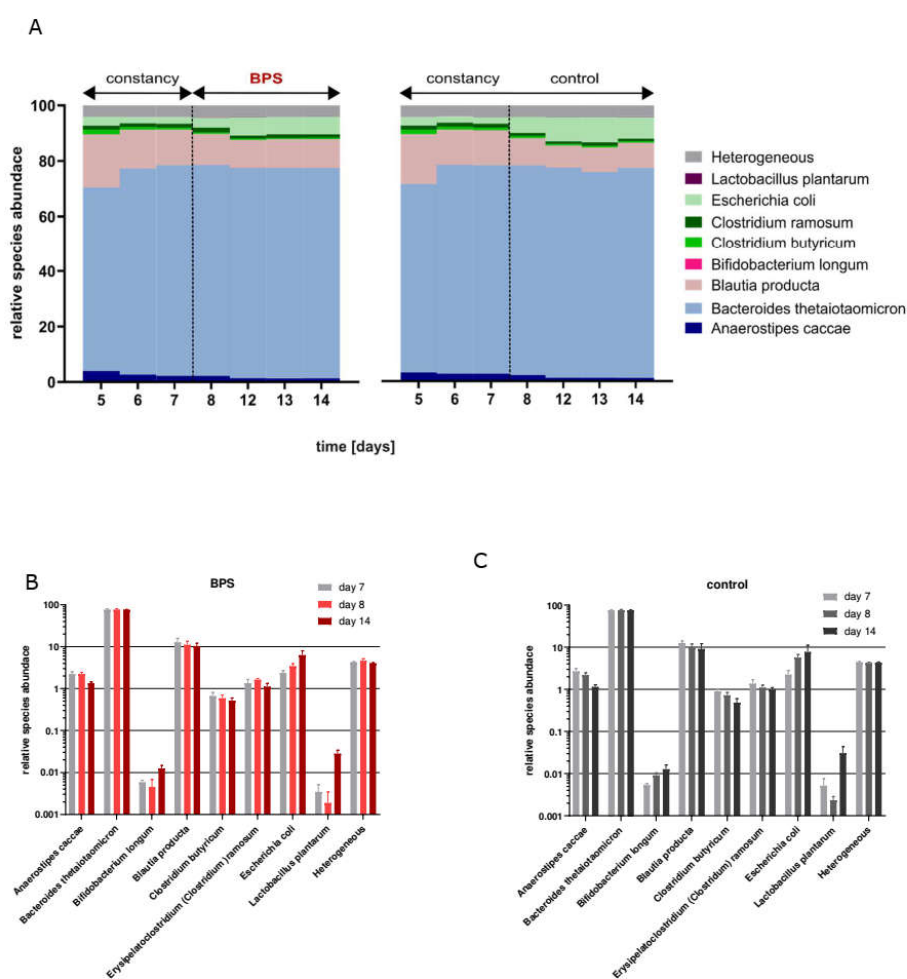 A
constancy BPS constancy control
relative species abundace
100
80
60
40
20
0
5 6 7 8 12 13 14 5 6 7 8 12 13 14
time [days]
Heterogeneous
Lactobacillus plantarum
Escherichia coli
Clostridium ramosum
Clostridium butyricum
Bifidobacterium longum
Blautia producta
Bacteroides thetaiotaomicron
Anaerostipes caccae
B
BPS
day 7
day 8
day 14
relative species abundace
100
10
1
0.1
0.01
0.001
Anaerostipes caccae
Bacteroides thetaiotaomicron
Bifidobacterium longum
Blautia producta
Clostridium butyricum
Erysipelatoclostridium (Clostridium )ramosum
Escherichia coli
Lactobacillus plantarum
Heterogeneous
C
control
day 7
day 8
day 14
relative species abundace
100
10
1
0.1
0.01
0.001
Anaerostipes caccae
Bacteroides thetaiotaomicron
Bifidobacterium longum
Blautia producta
Clostridium butyricum
Erysipelatoclostridium (Clostridium) ramosum
Escherichia coli
Lactobacillus plantarum
Heterogeneous